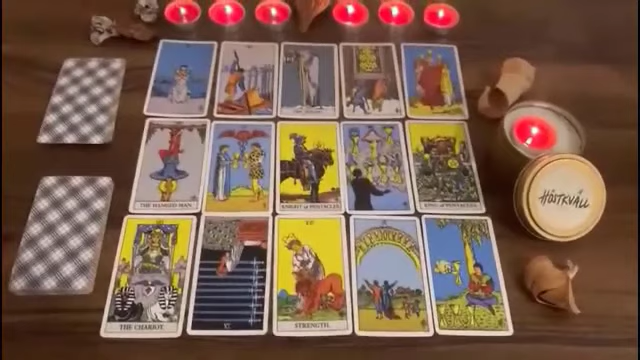 THE HANGED MAN.
KNIGHT of PENTACLES.
KING of PENTACLES.
HÖSTKVÄLL
THE CHARIOT.
STRENGTH.